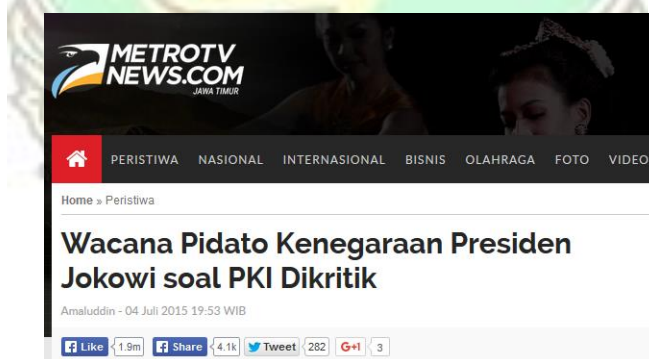 METROTV
NEWS.COM
JAWA TIMUR
PERISTIWA NASIONAL INTERNASIONAL BISNIS OLAHRAGA FOTO VIDEO
Home » Peristiwa
Wacana Pidato Kenegaraan Presiden
Jokowi soal PKI Dikritik
Amaluddin - 04 Juli 2015 19:53 WIB
Like 1.9m Share 4.1k Tweet 282 G+1 3